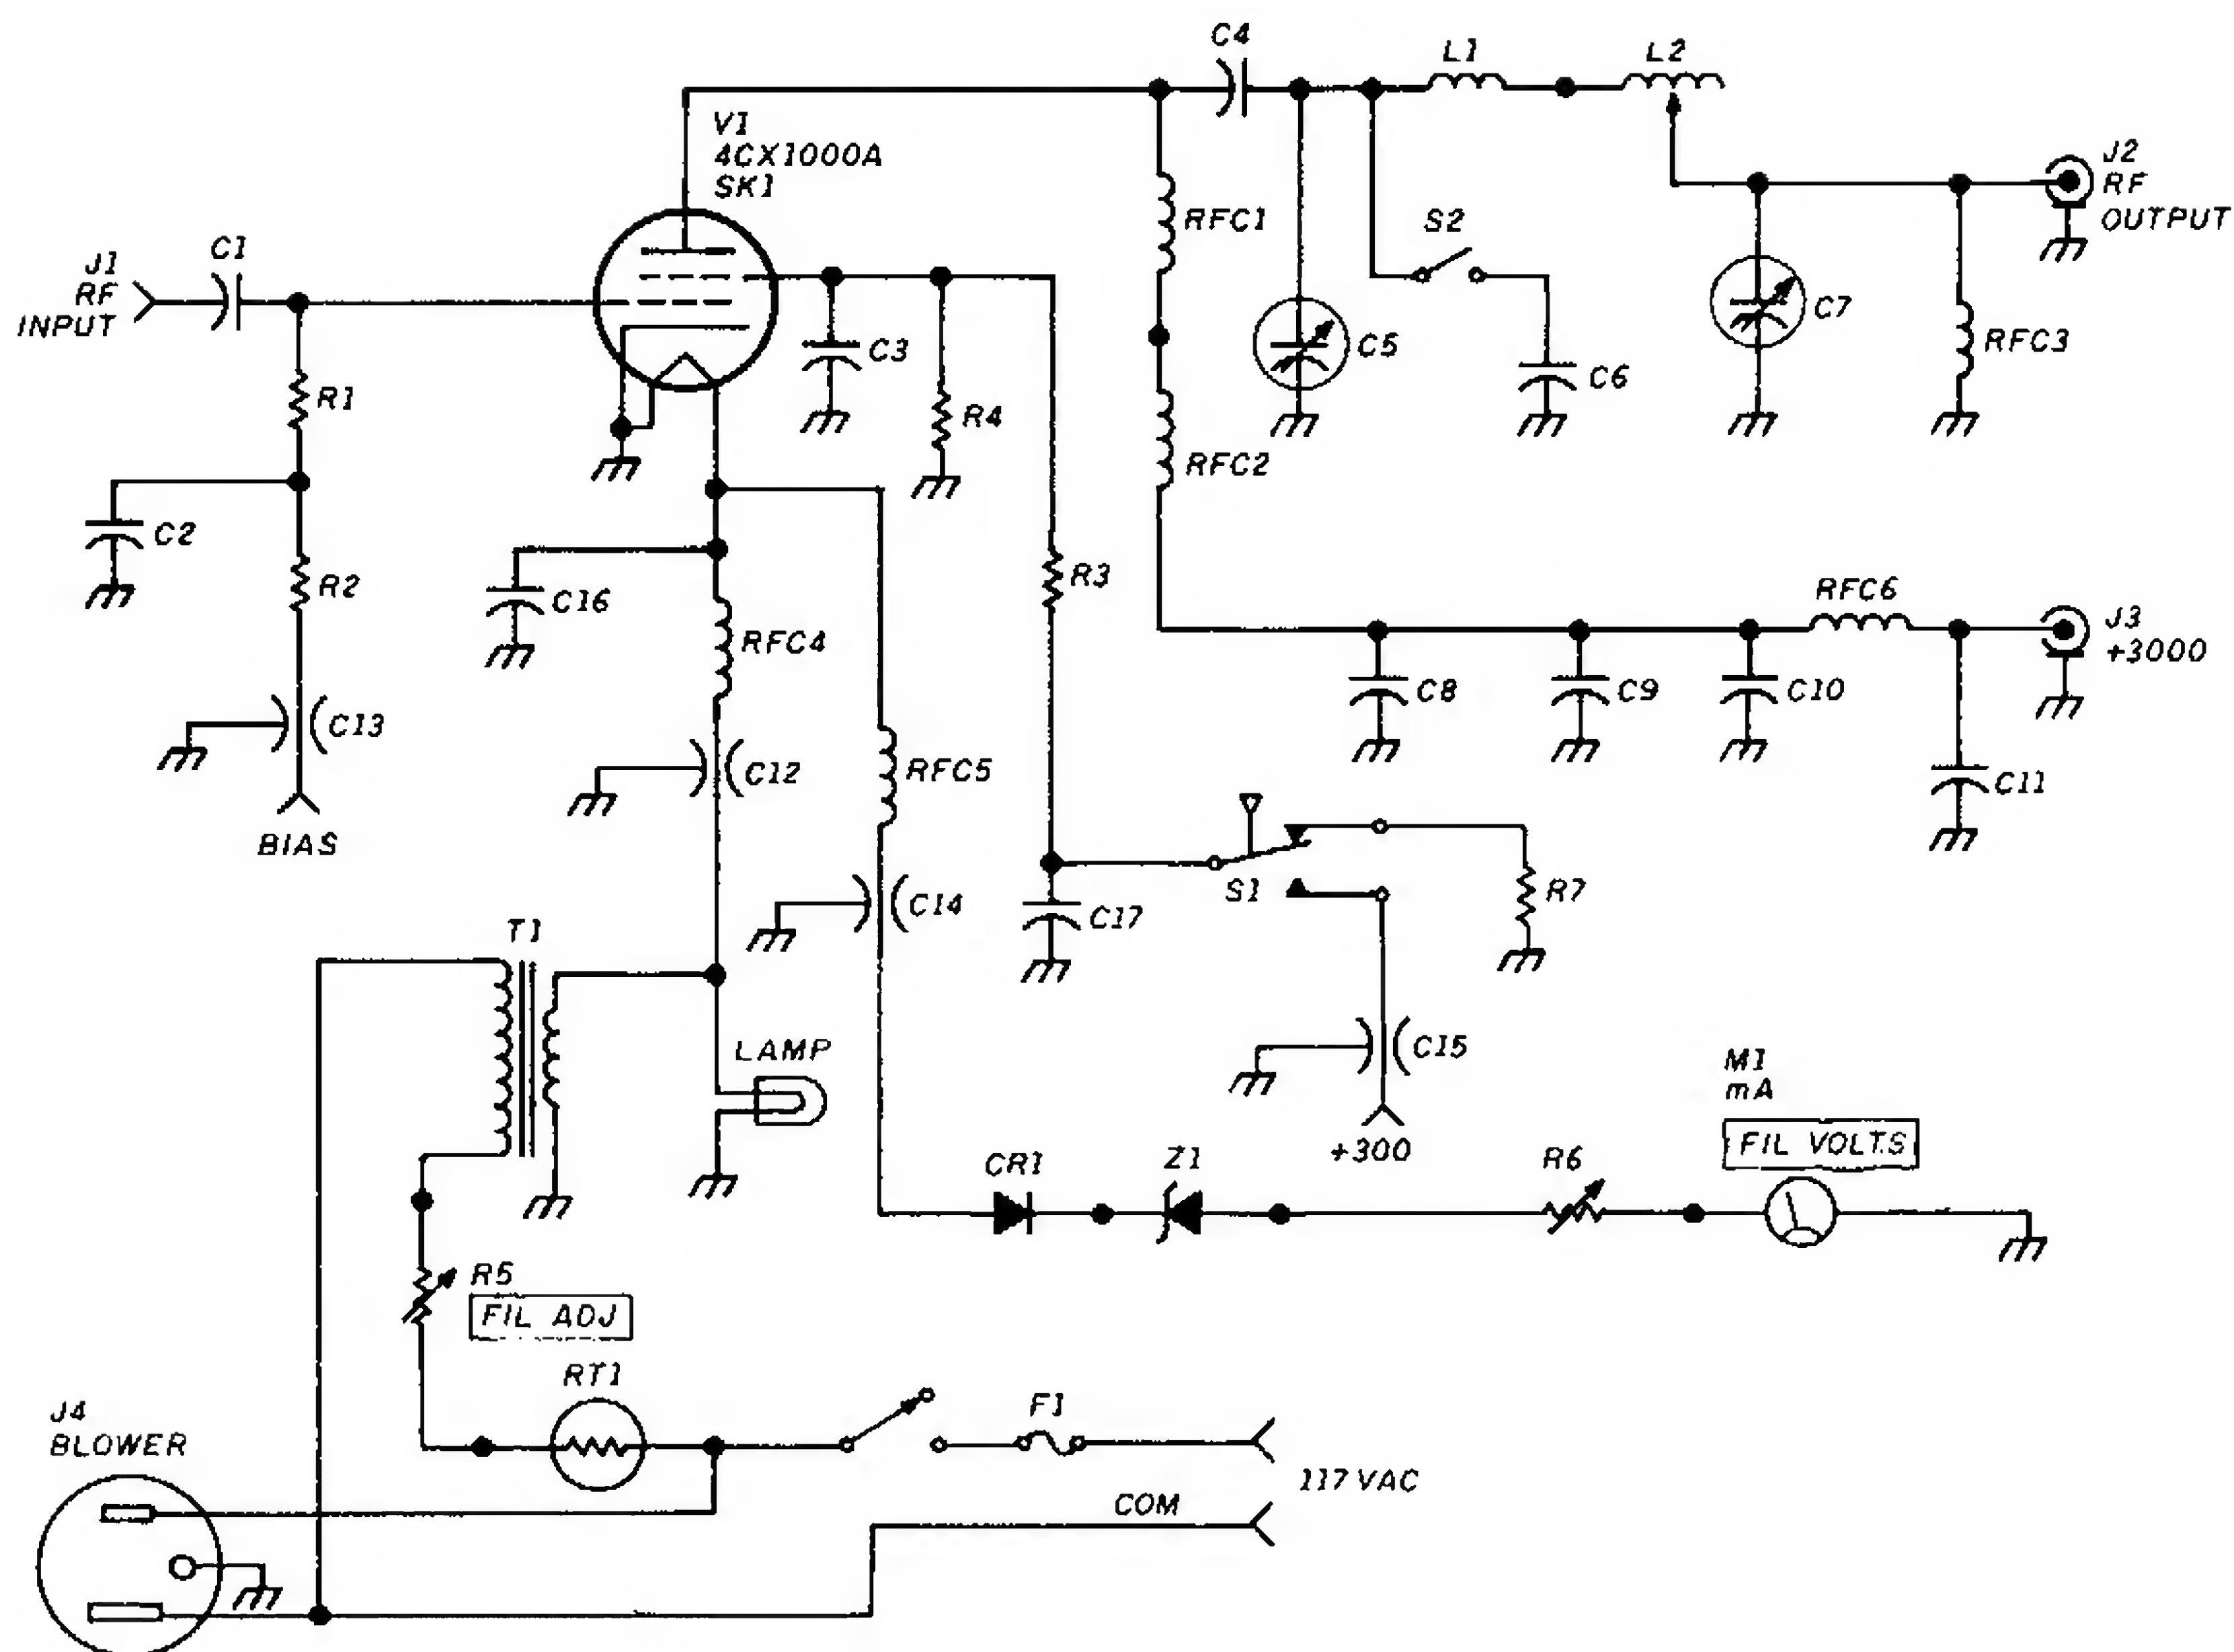 C4
L1
L2
V1
4CX1000A
SK1
J2
RF
OUTPUT
RFC1
S2
J1
RF
INPUT
C1
C3
C5
C6
C7
RFC3
R1
R4
RFC2
C2
R2
C16
RFC4
R3
RFC6
J3
+3000
C8
C9
C10
C13
C12
RFC5
C11
BIAS
S1
R7
C14
C17
T1
LAMP
C15
+300
M1
mA
FIL VOLTS
CR1
Z1
R6
R5
FIL ADJ
RT1
F1
J4
BLOWER
117 VAC
COM